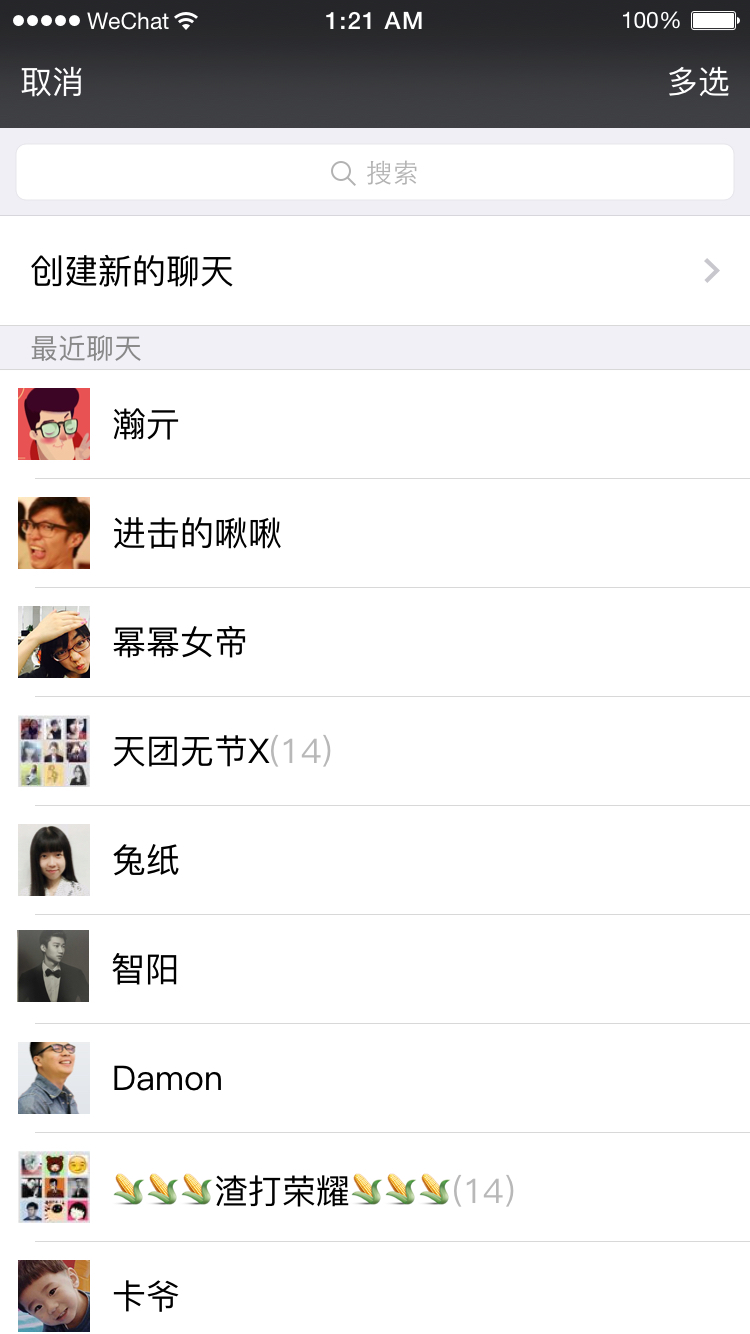 WeChat 1:21 AM 100%
取消 多选
搜索
创建新的聊天
最近聊天
瀚亓
进击的啾啾
幂幂女帝
天团无节X(14)
兔纸
智阳
Damon
🌽🌽🌽渣打荣耀🌽🌽🌽(14)
卡爷